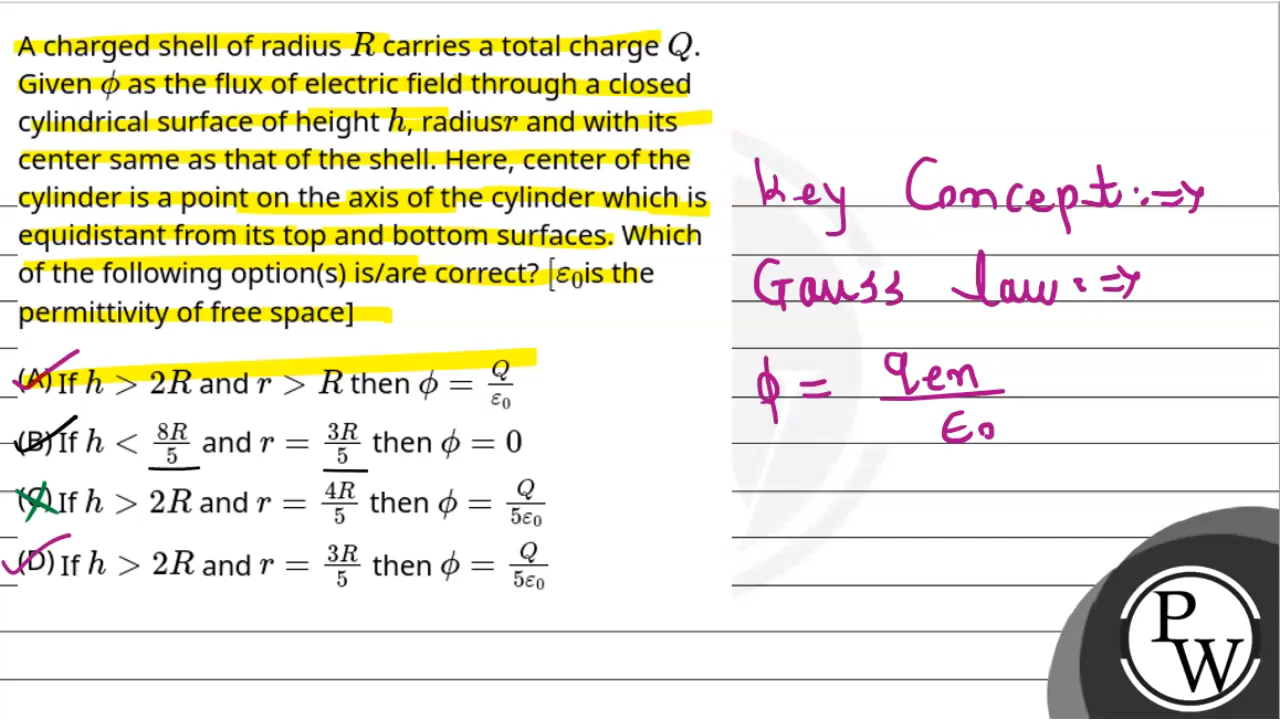 A charged shell of radius R carries a total charge Q.
Given ϕ as the flux of electric field through a closed
cylindrical surface of height h, radiusr and with its
center same as that of the shell. Here, center of the
cylinder is a point on the axis of the cylinder which is
equidistant from its top and bottom surfaces. Which
of the following option(s) is/are correct? [ε₀is the
permittivity of free space]
(A) If h > 2R and r > R then ϕ = Q/ε₀
(B) If h < 8R/5 and r = 3R/5 then ϕ = 0
(C) If h > 2R and r = 4R/5 then ϕ = Q/5ε₀
(D) If h > 2R and r = 3R/5 then ϕ = Q/5ε₀
Key Concept :⇒
Gauss law :⇒
ϕ = qen/ε₀
P
W